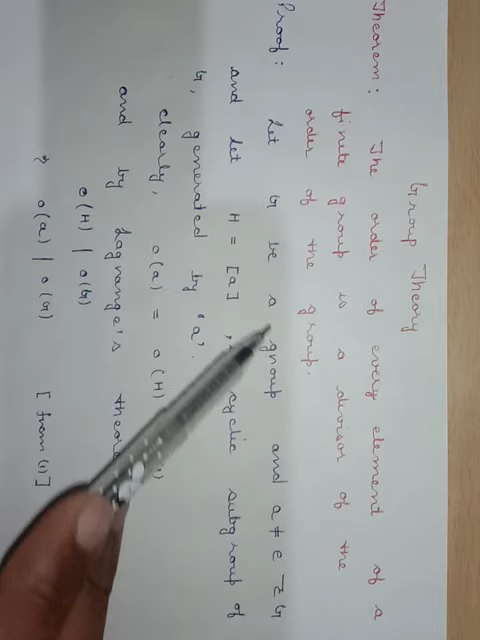 Group Theory
Theorem: The order of every element of a
finite group is a divisor of the
order of the group.
Proof: Let G be a group and a ≠ e ∈ G
and let H = [a], cyclic subgroup of
G, generated by 'a'.
clearly, o(a) = o(H)
and by Lagrange's
o(H) | o(G)
⇒ o(a) | o(G) [from (1)]